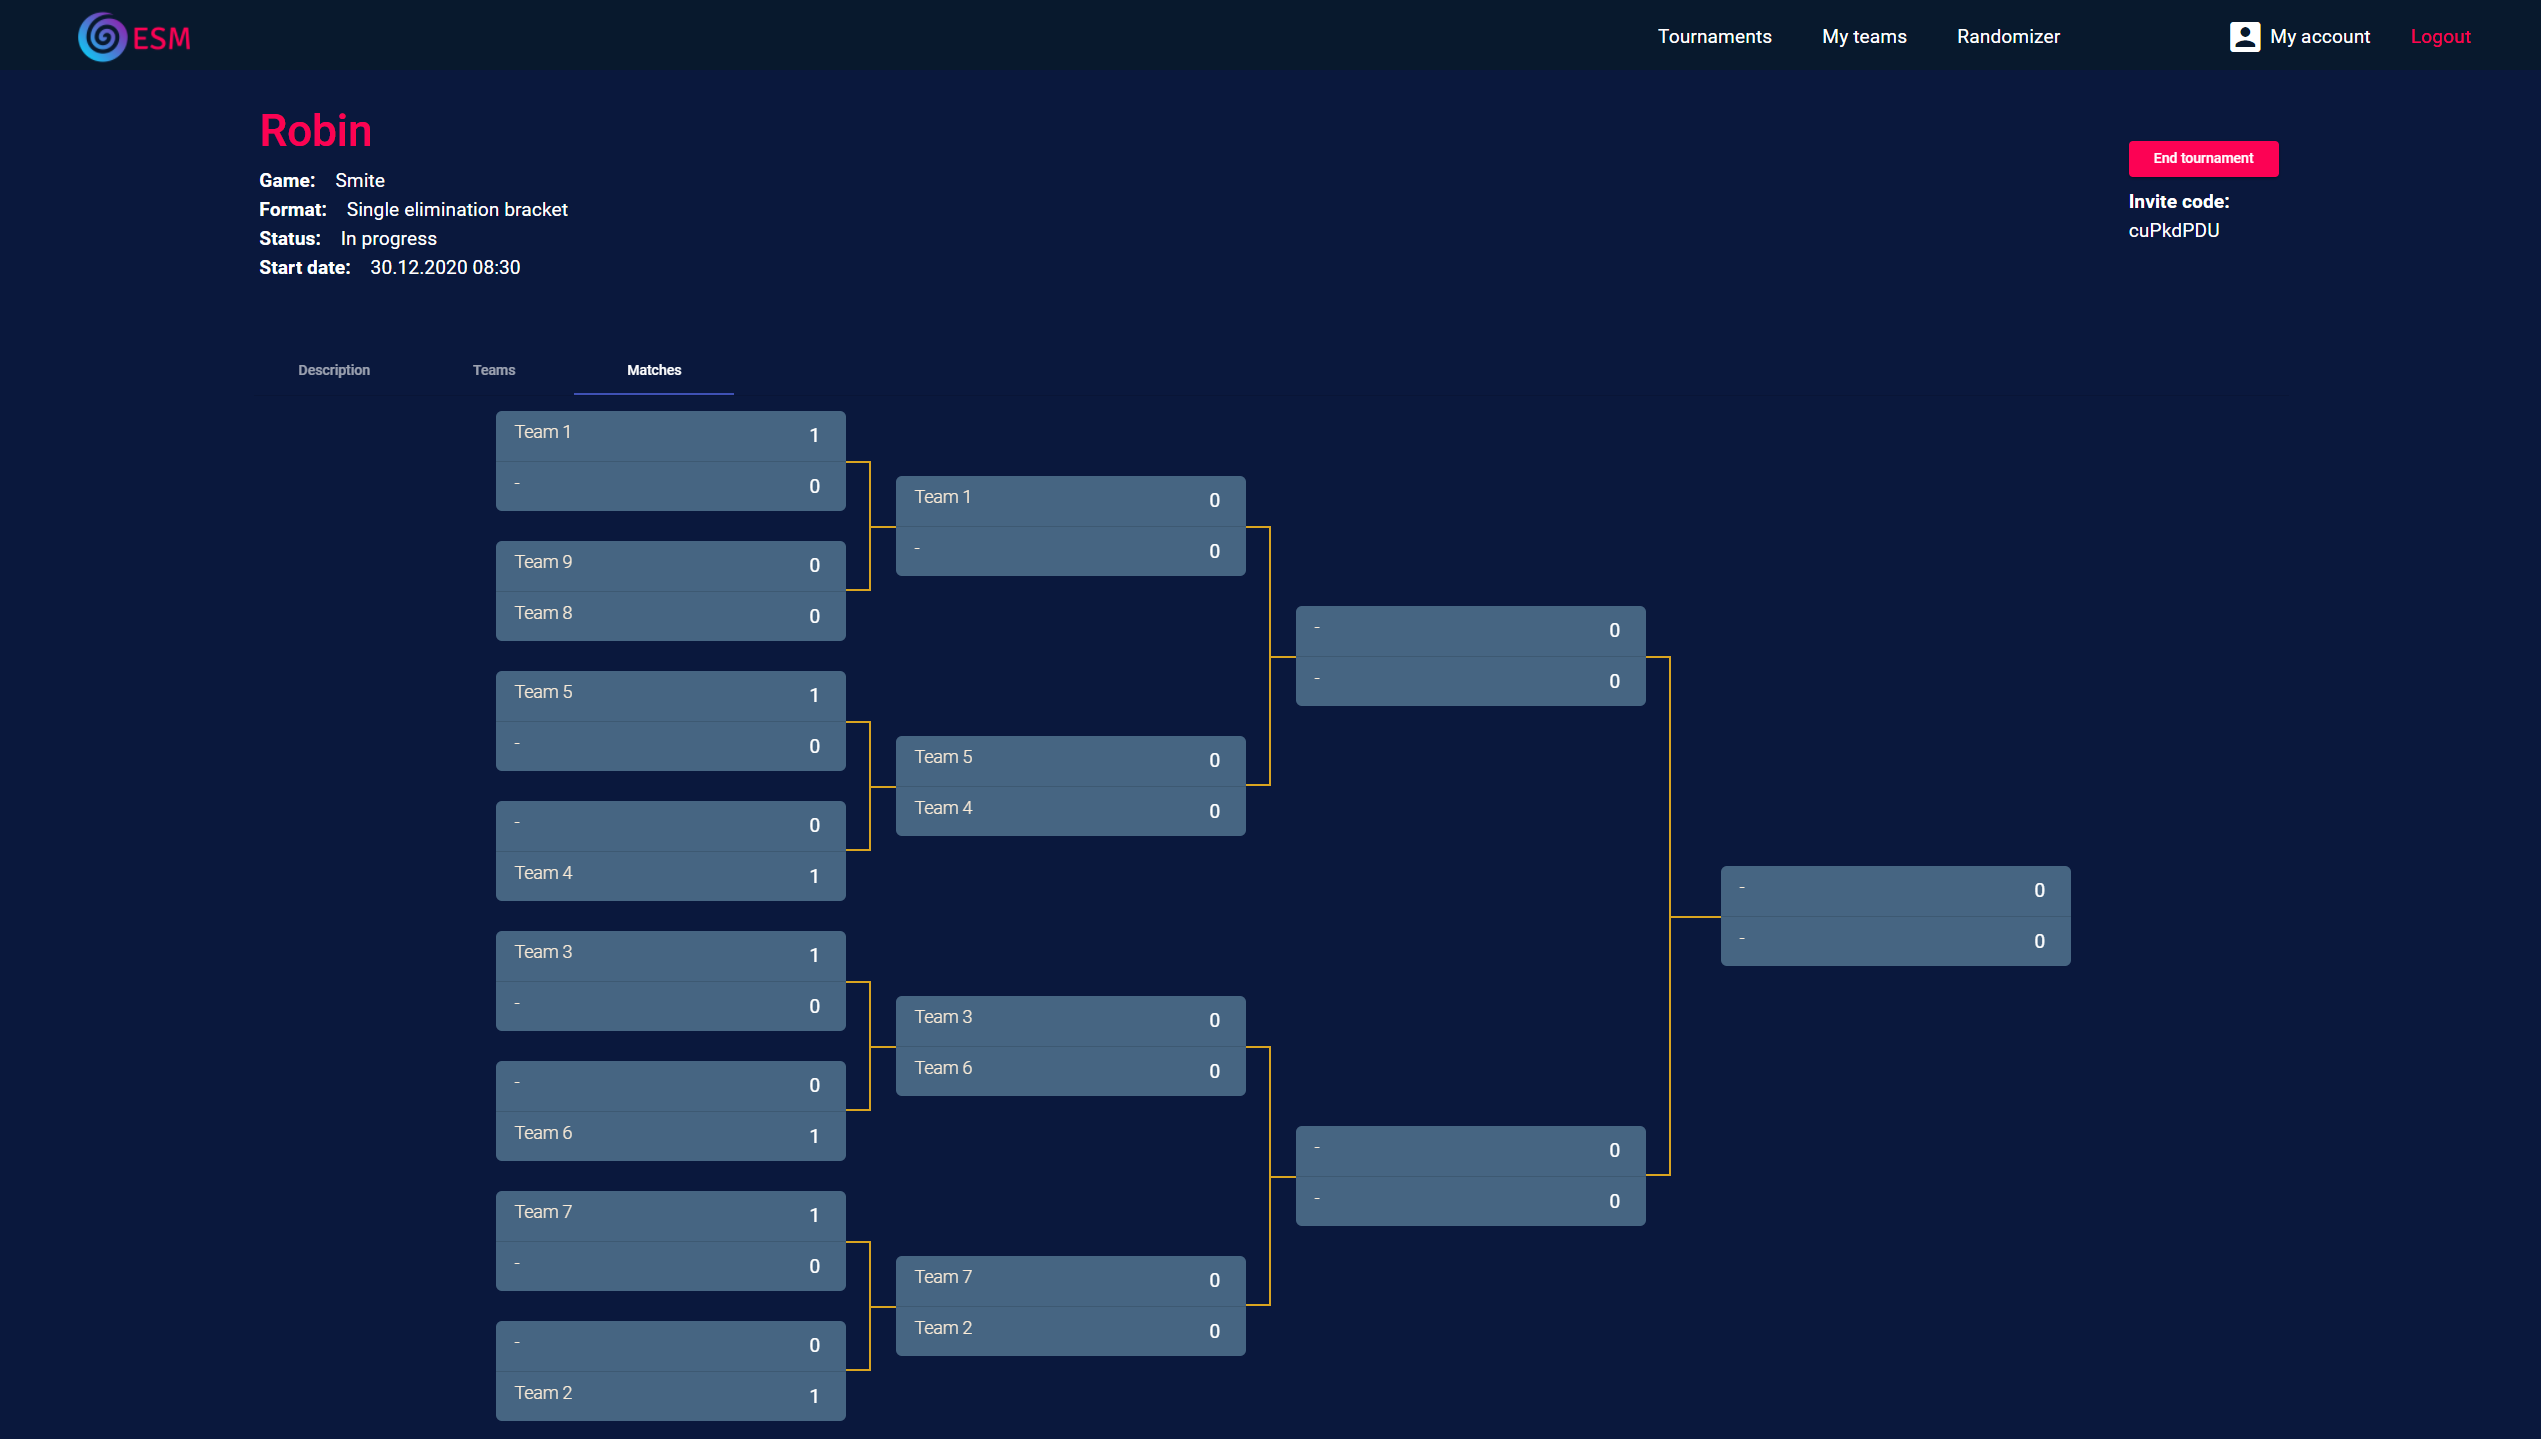 ESM
Tournaments
My teams
Randomizer
My account
Logout
Robin
Game: Smite
Format: Single elimination bracket
Status: In progress
Start date: 30.12.2020 08:30
End tournament
Invite code:
cuPkdPDU
Description
Teams
Matches
Team 1 1
- 0
Team 9 0
Team 8 0
Team 5 1
- 0
- 0
Team 4 1
Team 3 1
- 0
- 0
Team 6 1
Team 7 1
- 0
- 0
Team 2 1
Team 1 0
- 0
Team 5 0
Team 4 0
Team 3 0
Team 6 0
Team 7 0
Team 2 0
- 0
- 0
- 0
- 0
- 0
- 0